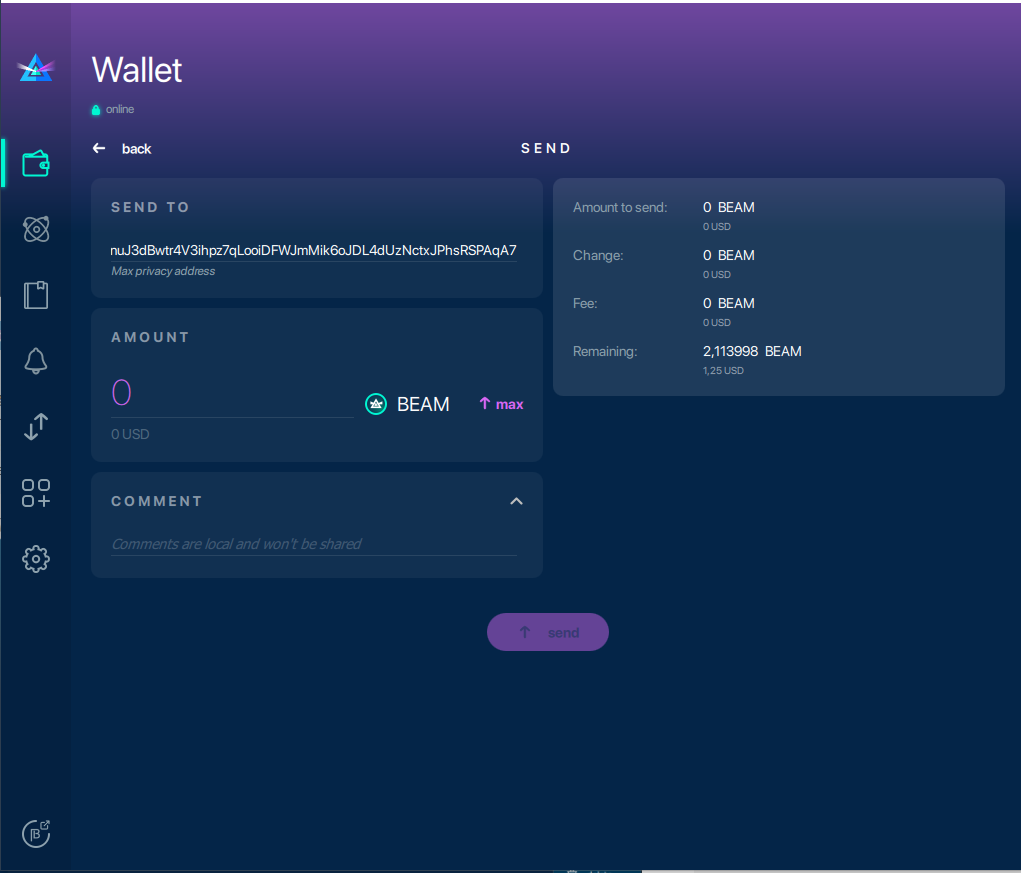 Wallet
online
back
SEND
SEND TO
nuJ3dBwtr4V3ihpz7qLooiDFWJmMik6oJDL4dUzNctxJPhsRSPAqA7
Max privacy address
AMOUNT
0
BEAM
max
0 USD
COMMENT
Comments are local and won't be shared
Amount to send: 0 BEAM
0 USD
Change: 0 BEAM
0 USD
Fee: 0 BEAM
0 USD
Remaining: 2,113998 BEAM
1,25 USD
send